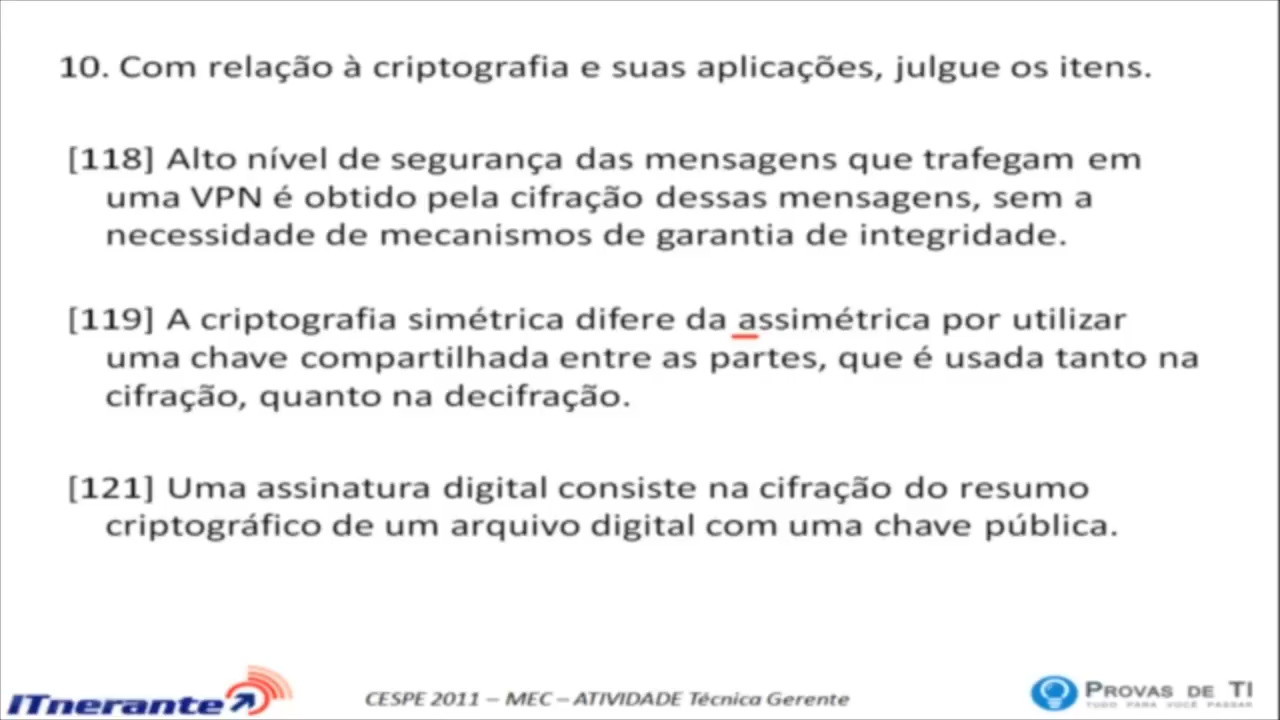 10. Com relação à criptografia e suas aplicações, julgue os itens.
[118] Alto nível de segurança das mensagens que trafegam em
uma VPN é obtido pela cifração dessas mensagens, sem a
necessidade de mecanismos de garantia de integridade.
[119] A criptografia simétrica difere da assimétrica por utilizar
uma chave compartilhada entre as partes, que é usada tanto na
cifração, quanto na decifração.
[121] Uma assinatura digital consiste na cifração do resumo
criptográfico de um arquivo digital com uma chave pública.
ITnerante
CESPE 2011 – MEC – ATIVIDADE Técnica Gerente
PROVAS DE TI
TUDO PARA VOCÊ PASSAR